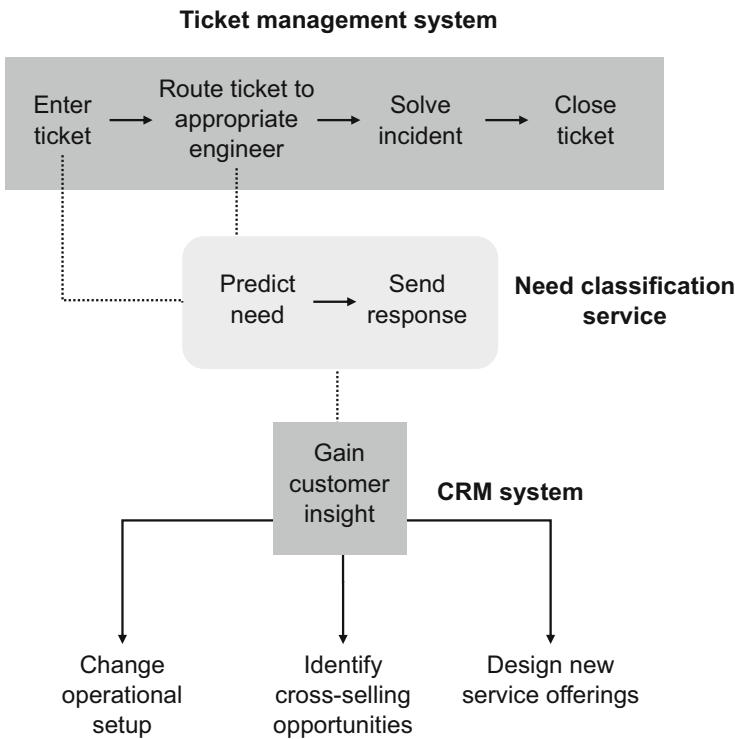 Ticket management system
Enter
ticket
Route ticket to
appropriate
engineer
Solve
incident
Close
ticket
Predict
need
Send
response
Need classification
service
Gain
customer
insight
CRM system
Change
operational
setup
Identify
cross-selling
opportunities
Design new
service offerings